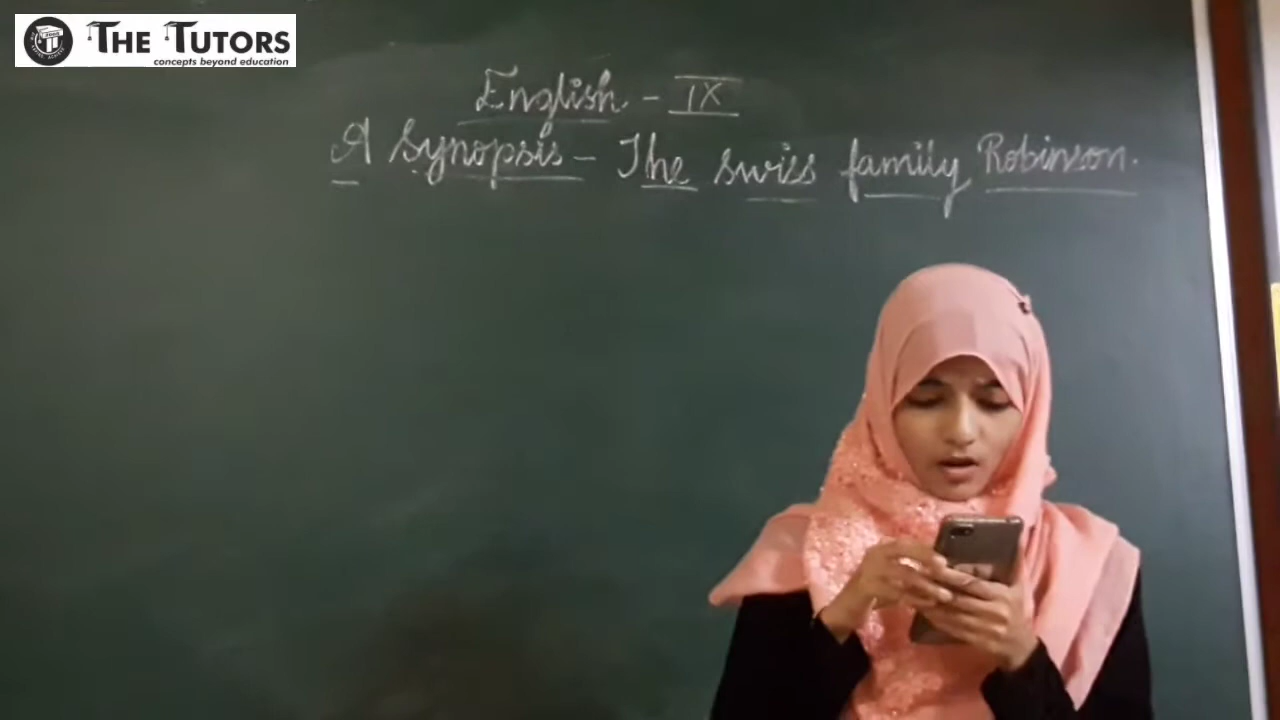 THE TUTORS
concepts beyond education
English - IX
A Synopsis - The swiss family Robinson.